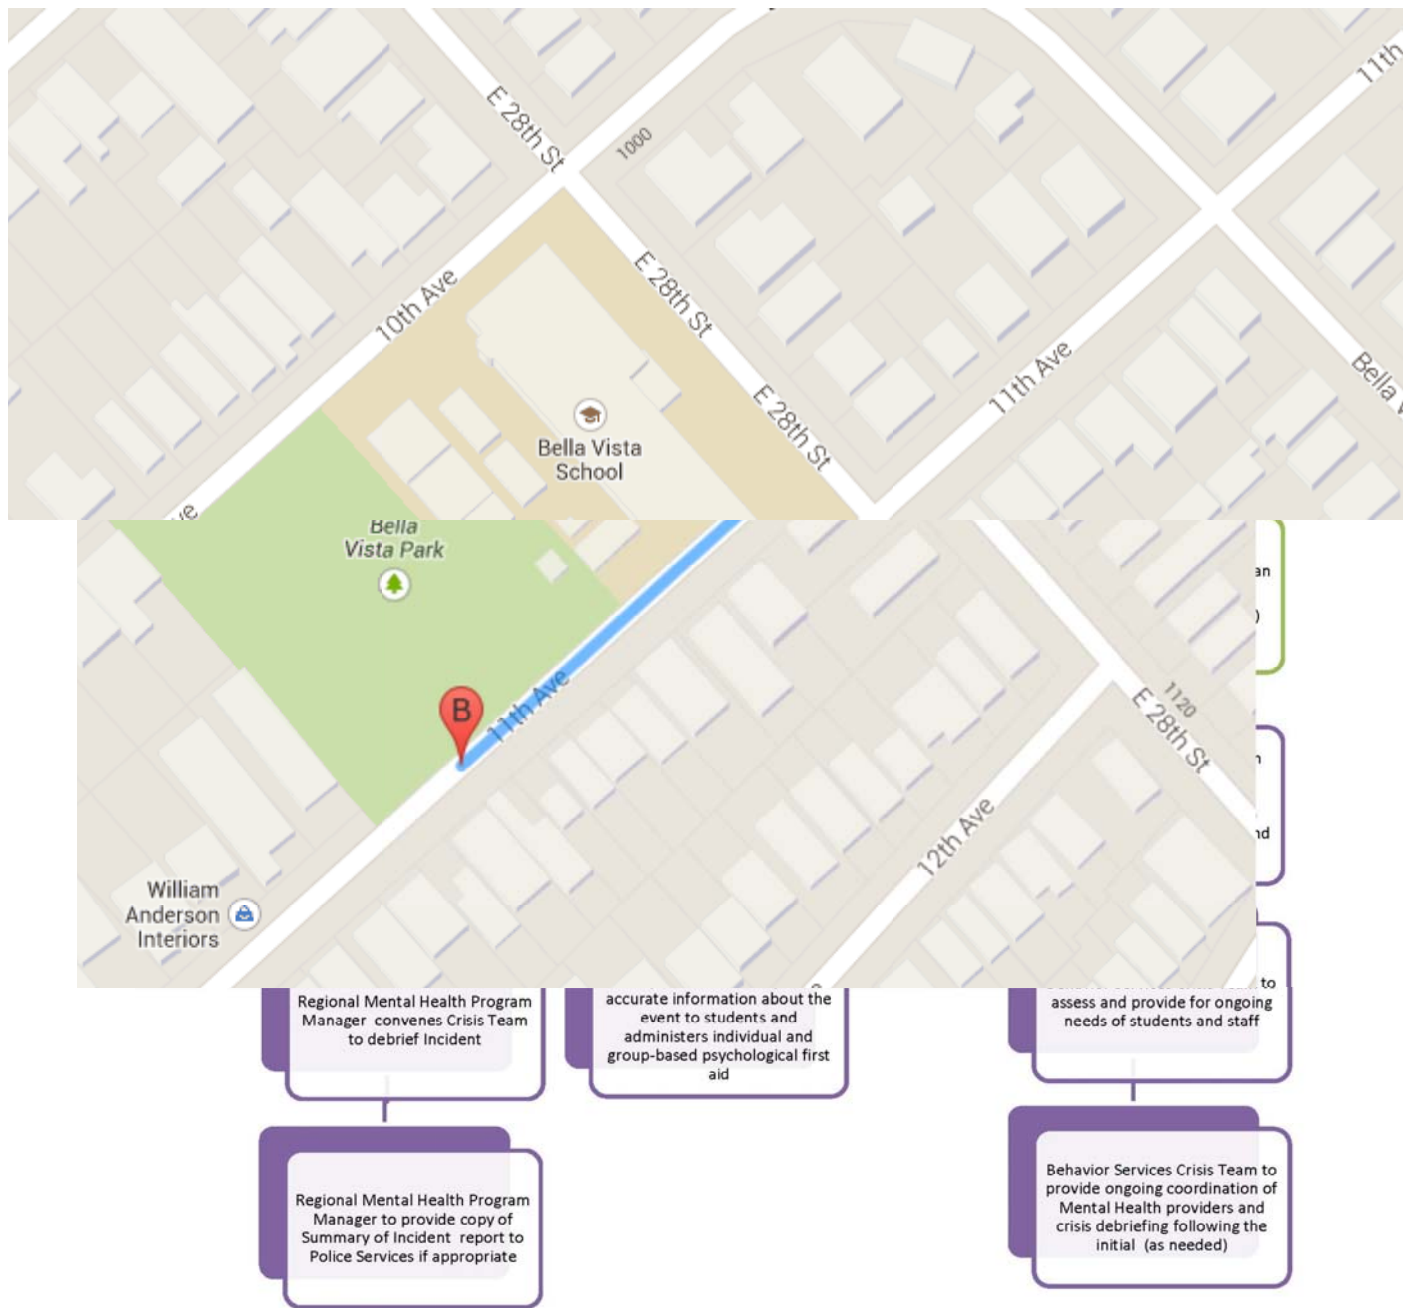 11th
E 28th St
1000
E 28th St
10th Ave
11th Ave
E 28th St
Bella
Bella Vista
School
ve
Bella
Vista Park
an
)
11th Ave
B
1120
E 28th St
12th Ave
nd
William
Anderson
Interiors
Regional Mental Health Program
Manager convenes Crisis Team
to debrief Incident
accurate information about the
event to students and
administers individual and
group-based psychological first
aid
to
assess and provide for ongoing
needs of students and staff
Regional Mental Health Program
Manager to provide copy of
Summary of Incident report to
Police Services if appropriate
Behavior Services Crisis Team to
provide ongoing coordination of
Mental Health providers and
crisis debriefing following the
initial (as needed)